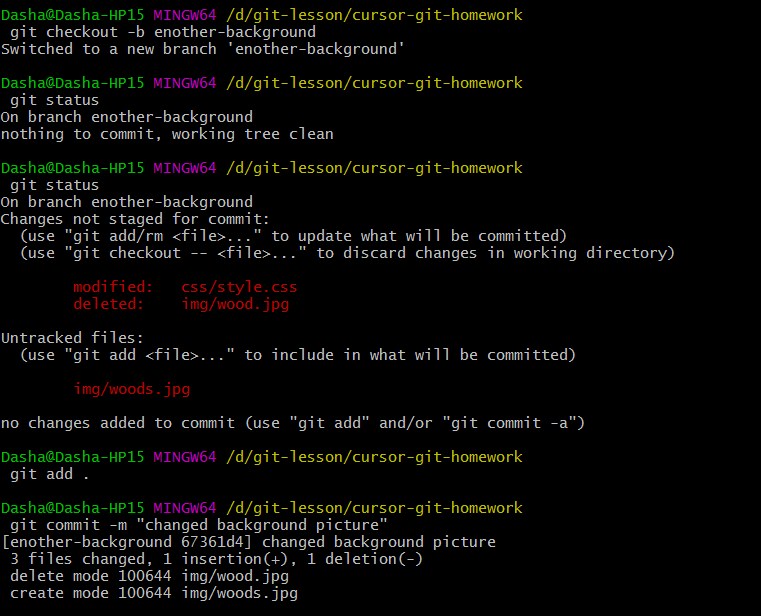 Dasha@Dasha-HP15 MINGW64 /d/git-lesson/cursor-git-homework
git checkout -b enother-background
Switched to a new branch 'enother-background'
Dasha@Dasha-HP15 MINGW64 /d/git-lesson/cursor-git-homework
git status
On branch enother-background
nothing to commit, working tree clean
Dasha@Dasha-HP15 MINGW64 /d/git-lesson/cursor-git-homework
git status
On branch enother-background
Changes not staged for commit:
(use "git add/rm <file>..." to update what will be committed)
(use "git checkout -- <file>..." to discard changes in working directory)
modified: css/style.css
deleted: img/wood.jpg
Untracked files:
(use "git add <file>..." to include in what will be committed)
img/woods.jpg
no changes added to commit (use "git add" and/or "git commit -a")
Dasha@Dasha-HP15 MINGW64 /d/git-lesson/cursor-git-homework
git add .
Dasha@Dasha-HP15 MINGW64 /d/git-lesson/cursor-git-homework
git commit -m "changed background picture"
[enother-background 67361d4] changed background picture
3 files changed, 1 insertion(+), 1 deletion(-)
delete mode 100644 img/wood.jpg
create mode 100644 img/woods.jpg